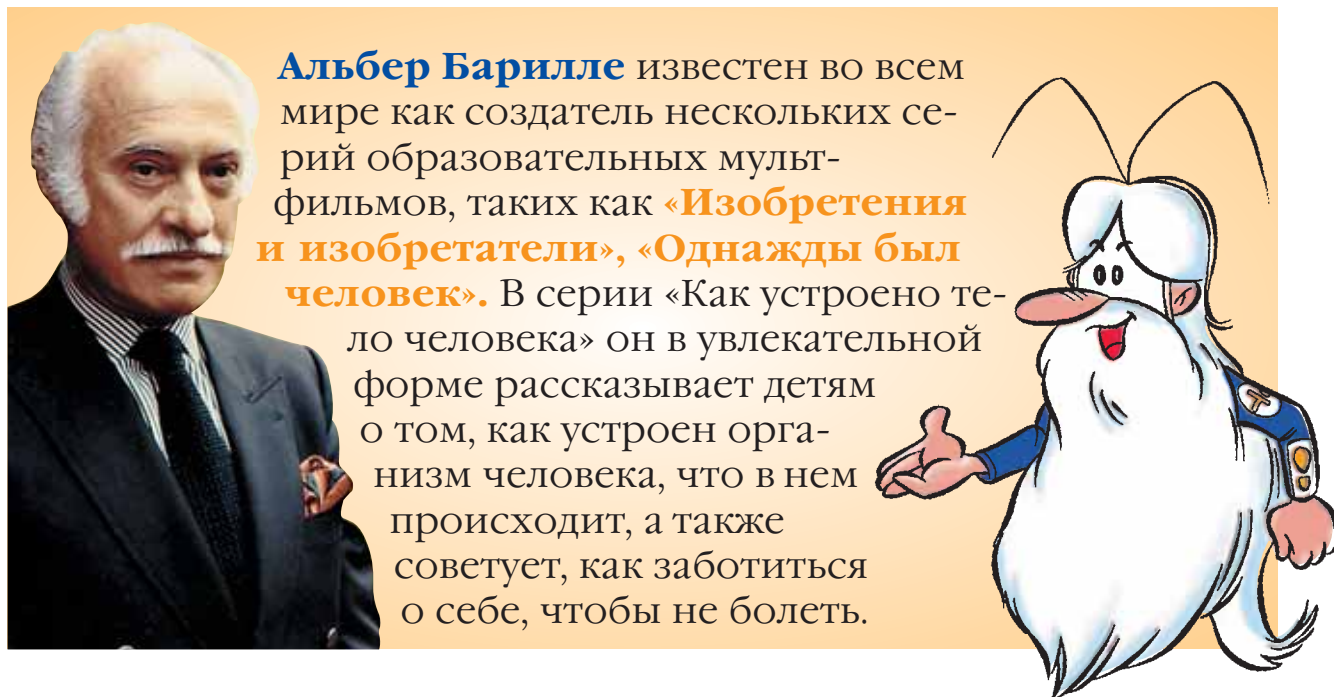 Альбер Барилле известен во всем
мире как создатель нескольких се-
рий образовательных мульт-
фильмов, таких как «Изобретения
и изобретатели», «Однажды был
человек». В серии «Как устроено те-
ло человека» он в увлекательной
форме рассказывает детям
о том, как устроен орга-
низм человека, что в нем
происходит, а также
советует, как заботиться
о себе, чтобы не болеть.